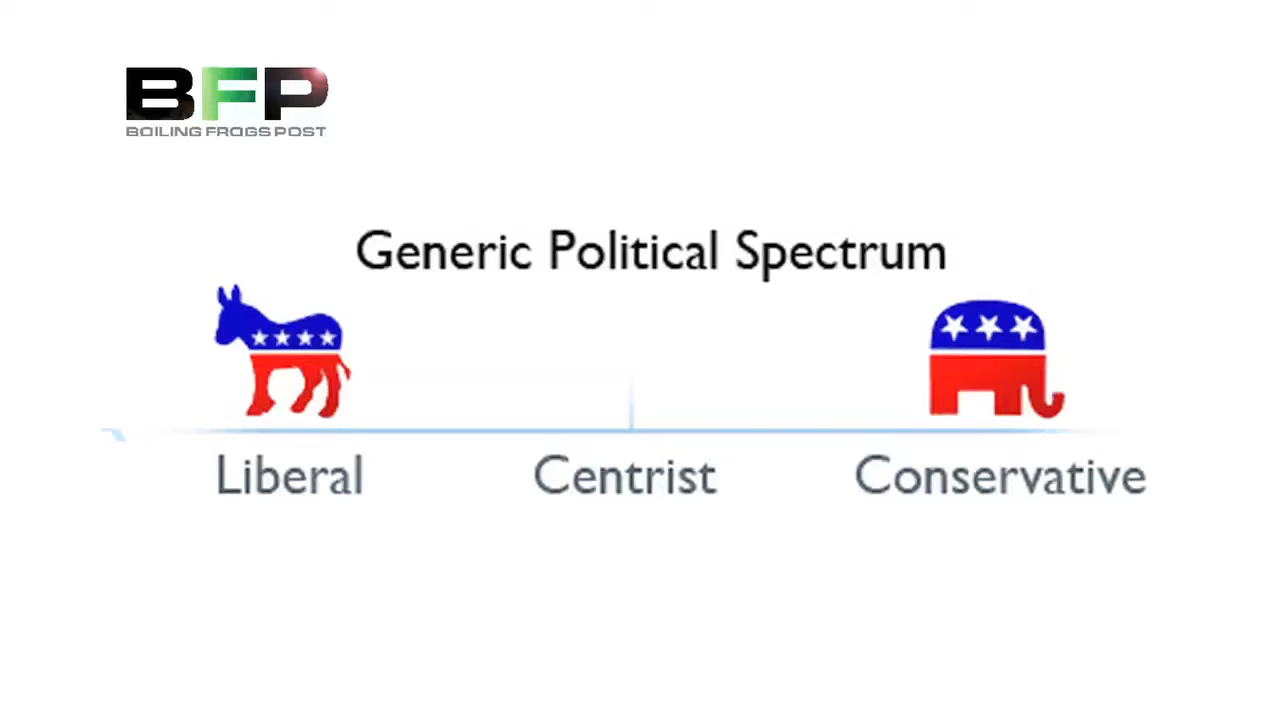 BFP
BOILING FROGS POST
Generic Political Spectrum
Liberal
Centrist
Conservative